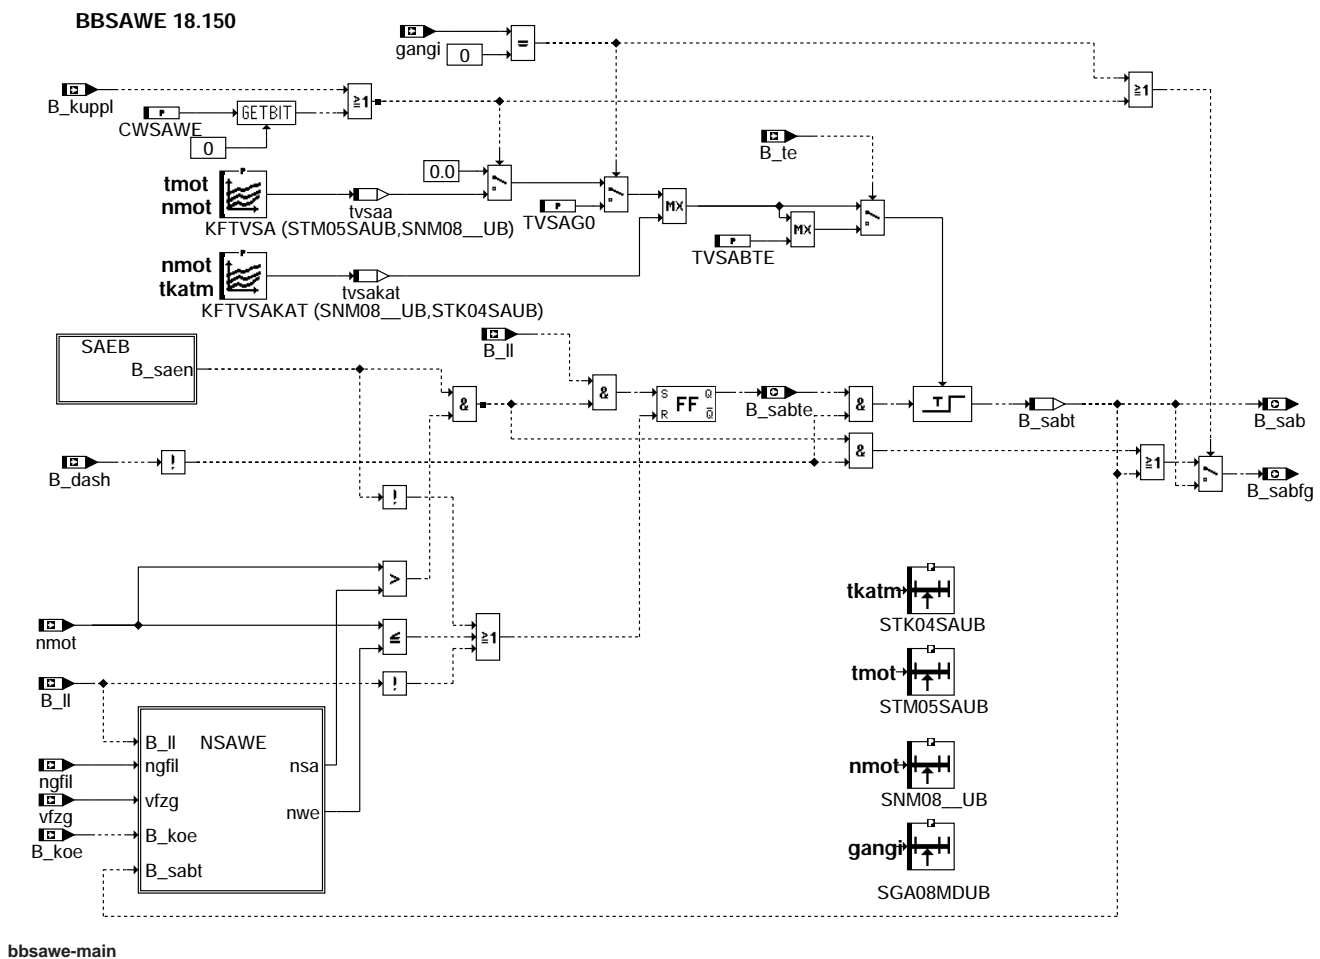 BBSAWE 18.150
gangi
0
=
B_kuppl
≥1
≥1
P
CWSAWE
GETBIT
0
B_te
0.0
tmot
nmot
P
tvsaa
KFTVSA (STM05SAUB,SNM08__UB)
P
TVSAG0
MX
MX
P
TVSABTE
nmot
tkatm
P
tvsakat
KFTVSAKAT (SNM08__UB,STK04SAUB)
SAEB
B_saen
B_ll
&
&
S Q
FF
R Q̅
B_sabte
&
T
B_sabt
B_sab
B_dash
!
&
≥1
B_sabfg
!
>
nmot
≤
≥1
B_ll
!
B_ll NSAWE
ngfil
ngfil
nsa
vfzg
vfzg
nwe
B_koe
B_koe
B_sabt
P
tkatm
STK04SAUB
P
tmot
STM05SAUB
P
nmot
SNM08__UB
P
gangi
SGA08MDUB
bbsawe-main